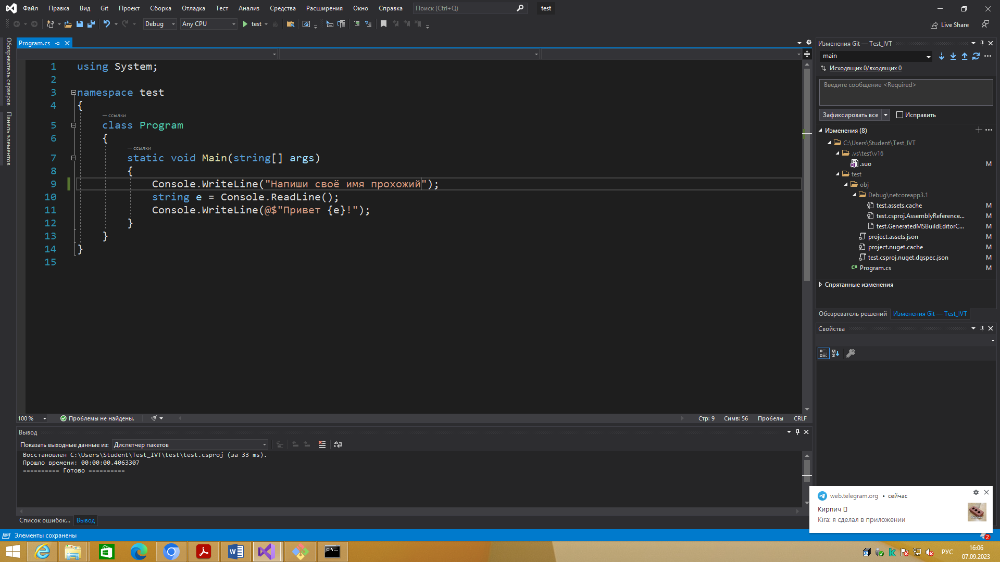 Файл Правка Вид Git Проект Сборка Отладка Тест Анализ Средства Расширения Окно Справка Поиск (Ctrl+Q) test
Debug Any CPU test Live Share
Обозреватель серверов
Панель элементов
Program.cs
1 using System;
2
3 namespace test
4 {
— ссылки
5 class Program
6 {
— ссылки
7 static void Main(string[] args)
8 {
9 Console.WriteLine("Напиши своё имя прохожий");
10 string e = Console.ReadLine();
11 Console.WriteLine(@$"Привет {e}!");
12 }
13 }
14 }
15
100 % Проблемы не найдены. Стр: 9 Симв: 56 Пробелы CRLF
Вывод
Показать выходные данные из: Диспетчер пакетов
Восстановлен C:\Users\Student\Test_IVT\test\test.csproj (за 33 ms).
Прошло времени: 00:00:00.4063307
========== Готово ==========
Список ошибок... Вывод
Элементы сохранены
Изменения Git — Test_IVT
main
Исходящих 0/входящих 0
Введите сообщение <Required>
Зафиксировать все Исправить
Изменения (8)
C:\Users\Student\Test_IVT
.vs\test\v16
.suo M
test
obj
Debug\netcoreapp3.1
test.assets.cache M
test.csproj.AssemblyReference... M
test.GeneratedMSBuildEditorC... M
project.assets.json M
project.nuget.cache M
test.csproj.nuget.dgspec.json M
C# Program.cs M
Спрятанные изменения
Обозреватель решений Изменения Git — Test_IVT
Свойства
web.telegram.org • сейчас
Кирпич
Kira: я сделал в приложении
2
РУС
16:06
07.09.2023